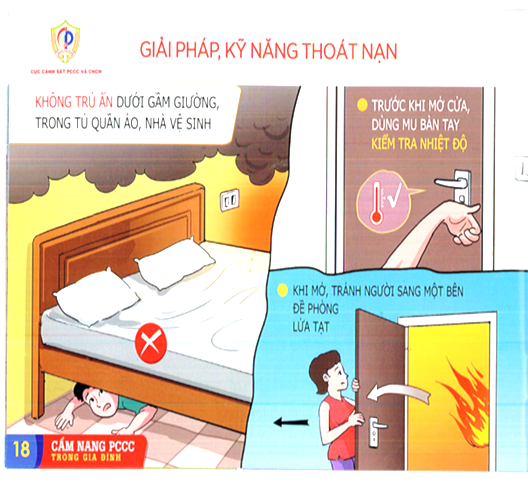 CỤC CẢNH SÁT PCCC VÀ CNCH
GIẢI PHÁP, KỸ NĂNG THOÁT NẠN
KHÔNG TRÚ ẨN DƯỚI GẦM GIƯỜNG,
TRONG TỦ QUẦN ÁO, NHÀ VỆ SINH
TRƯỚC KHI MỞ CỬA,
DÙNG MU BÀN TAY
KIỂM TRA NHIỆT ĐỘ
KHI MỞ, TRÁNH NGƯỜI SANG MỘT BÊN
ĐỀ PHÒNG
LỬA TẠT
18
CẨM NANG PCCC
TRONG GIA ĐÌNH